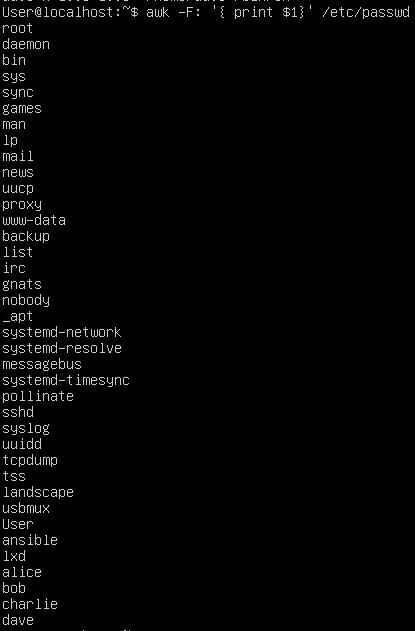 User@localhost:~$ awk -F: '{ print $1}' /etc/passwd
root
daemon
bin
sys
sync
games
man
lp
mail
news
uucp
proxy
www-data
backup
list
irc
gnats
nobody
_apt
systemd-network
systemd-resolve
messagebus
systemd-timesync
pollinate
sshd
syslog
uuidd
tcpdump
tss
landscape
usbmux
User
ansible
lxd
alice
bob
charlie
dave